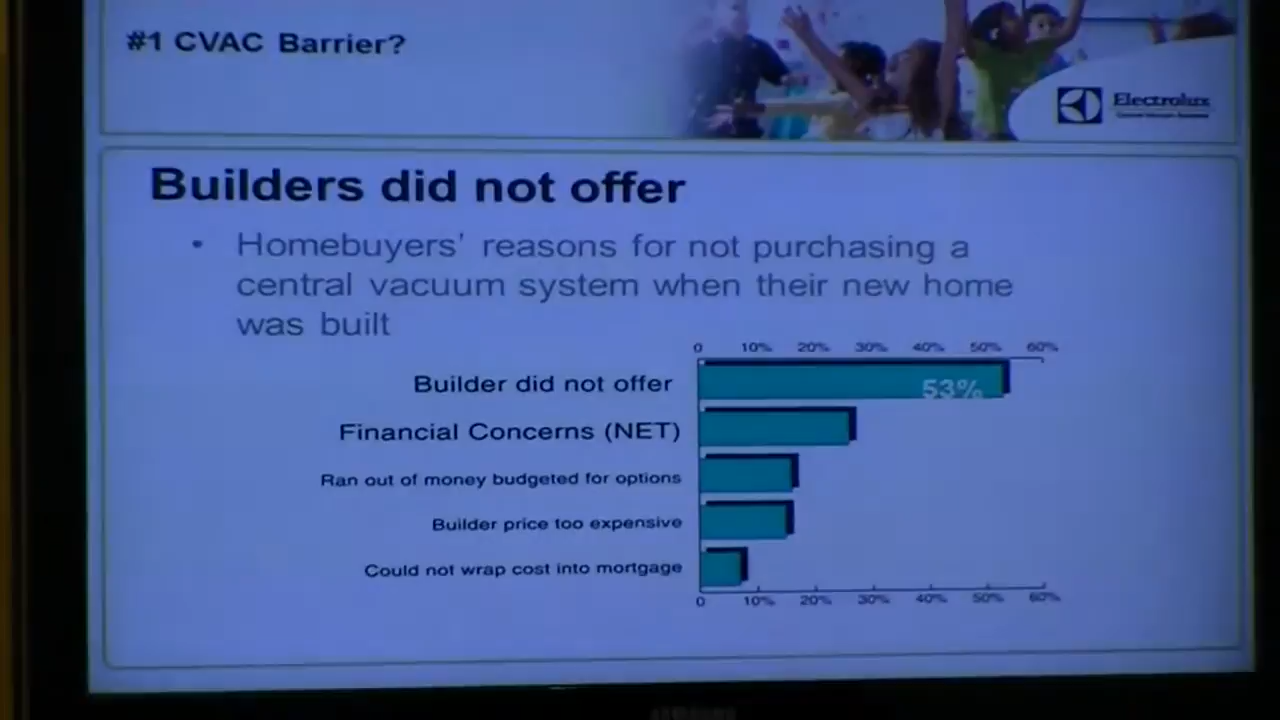 #1 CVAC Barrier?
Electrolux
Builders did not offer
• Homebuyers' reasons for not purchasing a
central vacuum system when their new home
was built
0 10% 20% 30% 40% 50% 60%
Builder did not offer 53%
Financial Concerns (NET)
Ran out of money budgeted for options
Builder price too expensive
Could not wrap cost into mortgage
0 10% 20% 30% 40% 50% 60%